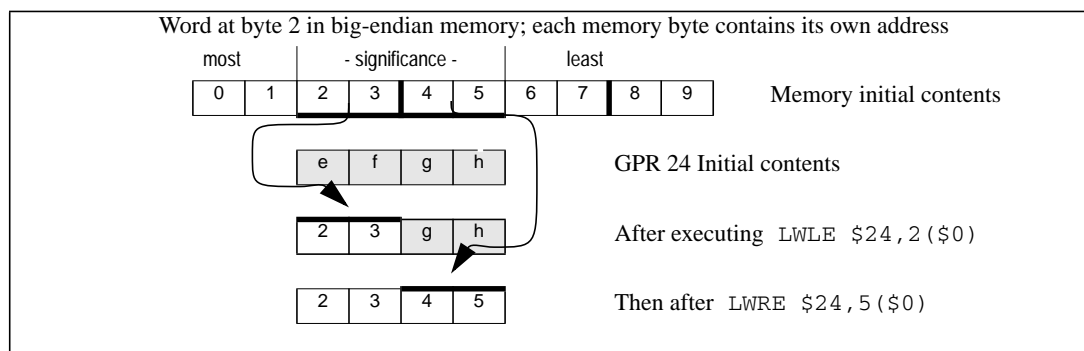 Word at byte 2 in big-endian memory; each memory byte contains its own address
most - significance - least
0 1 2 3 4 5 6 7 8 9 Memory initial contents
e f g h GPR 24 Initial contents
2 3 g h After executing LWLE $24,2($0)
2 3 4 5 Then after LWRE $24,5($0)